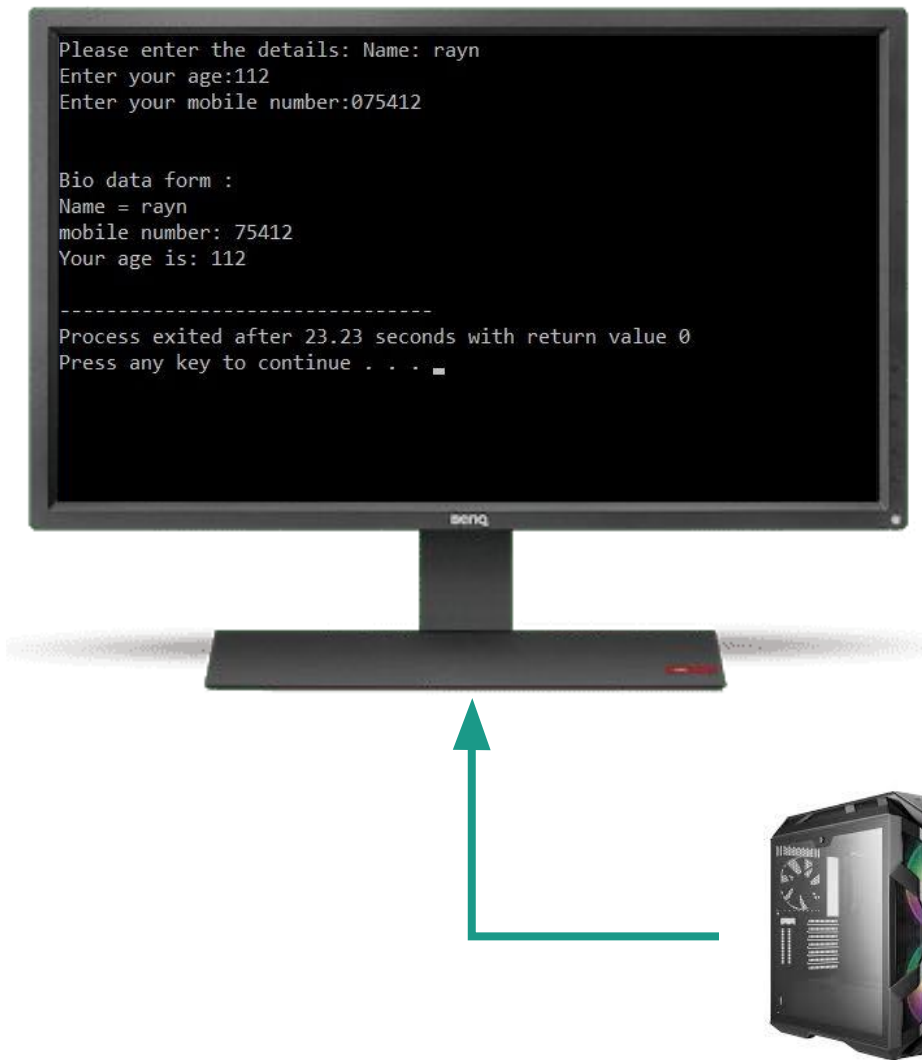 Please enter the details: Name: rayn
Enter your age:112
Enter your mobile number:075412
Bio data form :
Name = rayn
mobile number: 75412
Your age is: 112
--------------------------------
Process exited after 23.23 seconds with return value 0
Press any key to continue . . .
BenQ